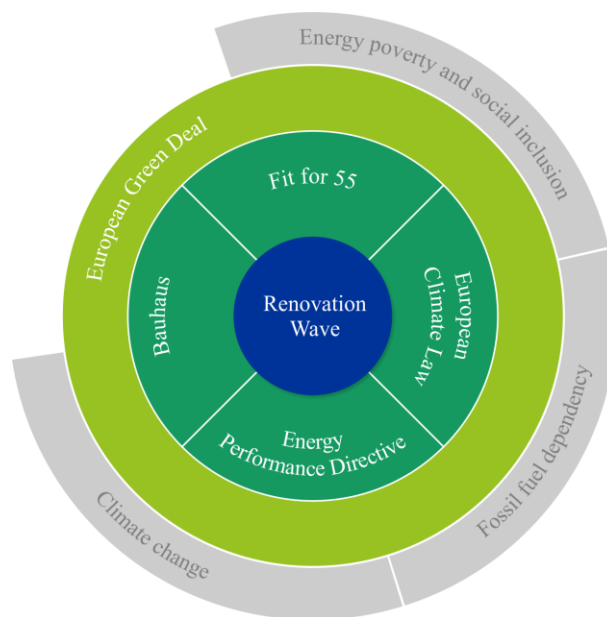 Energy poverty and social inclusion
European Green Deal
Fit for 55
Bauhaus
Renovation
Wave
European
Climate Law
Energy
Performance Directive
Fossil fuel dependency
Climate change